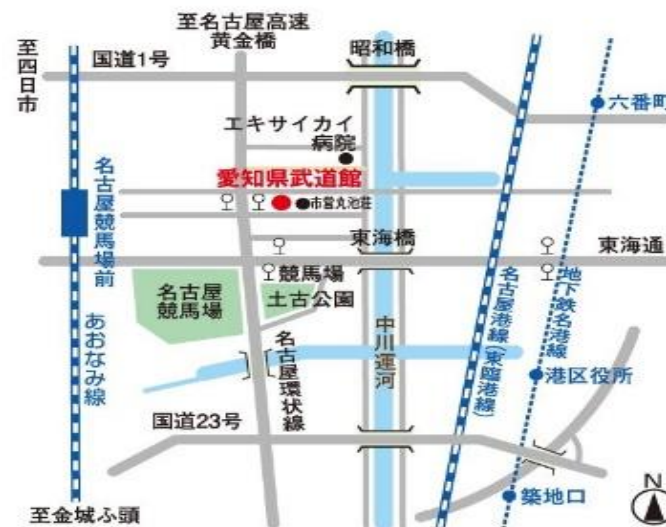 至名古屋高速
黄金橋
昭和橋
至四日市
国道1号
六番町
エキサイカイ
病院
愛知県武道館
市営丸池荘
名古屋競馬場前
東海橋
東海通
競馬場
土古公園
名古屋
競馬場
あおなみ線
名古屋環状線
中川運河
名古屋港線(東臨港線)
地下鉄名港線
港区役所
国道23号
築地口
至金城ふ頭
N